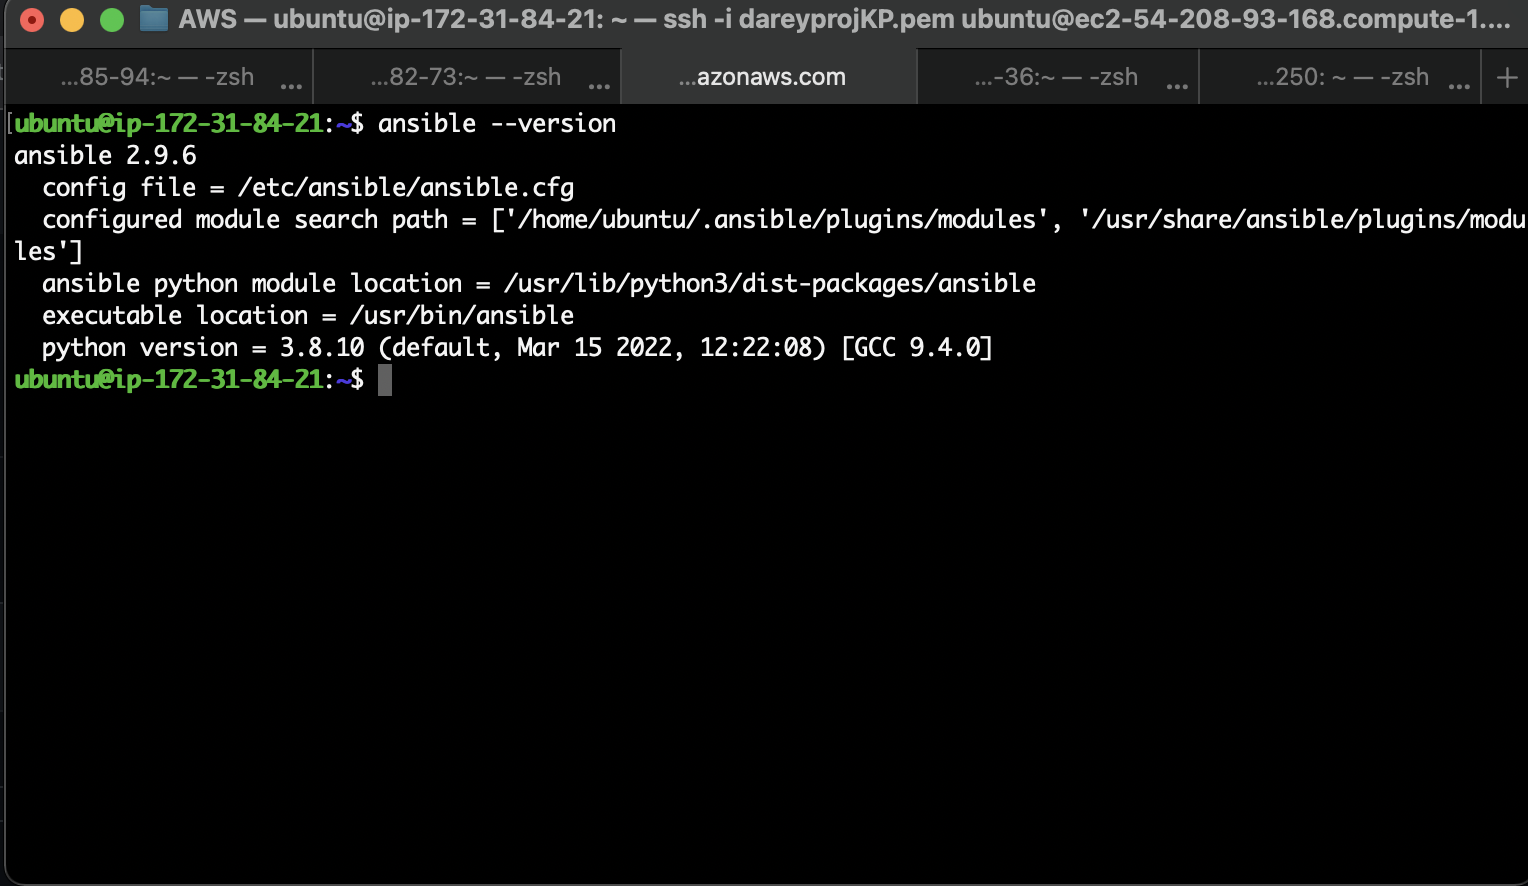 AWS — ubuntu@ip-172-31-84-21: ~ — ssh -i dareyprojKP.pem ubuntu@ec2-54-208-93-168.compute-1....
...85-94:~ — -zsh ... ...82-73:~ — -zsh ... ...azonaws.com ...-36:~ — -zsh ... ...250: ~ — -zsh ... +
[ubuntu@ip-172-31-84-21:~$ ansible --version
ansible 2.9.6
  config file = /etc/ansible/ansible.cfg
  configured module search path = ['/home/ubuntu/.ansible/plugins/modules', '/usr/share/ansible/plugins/modu
les']
  ansible python module location = /usr/lib/python3/dist-packages/ansible
  executable location = /usr/bin/ansible
  python version = 3.8.10 (default, Mar 15 2022, 12:22:08) [GCC 9.4.0]
ubuntu@ip-172-31-84-21:~$